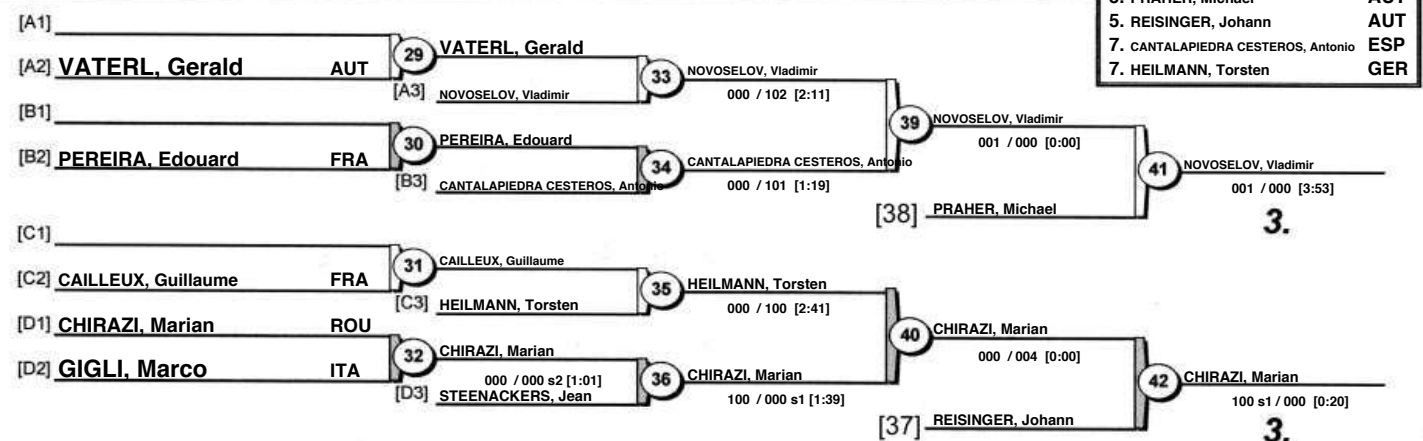 3. PRAHER, Michael AUT
5. REISINGER, Johann AUT
7. CANTALAPIEDRA CESTEROS, Antonio ESP
7. HEILMANN, Torsten GER
[A1]
29 VATERL, Gerald
[A2] VATERL, Gerald AUT
33 NOVOSELOV, Vladimir
000 / 102 [2:11]
[A3] NOVOSELOV, Vladimir
[B1]
39 NOVOSELOV, Vladimir
001 / 000 [0:00]
30 PEREIRA, Edouard
[B2] PEREIRA, Edouard FRA
34 CANTALAPIEDRA CESTEROS, Antonio
000 / 101 [1:19]
[B3] CANTALAPIEDRA CESTEROS, Antonio
41 NOVOSELOV, Vladimir
001 / 000 [3:53]
[38] PRAHER, Michael
3.
[C1]
31 CAILLEUX, Guillaume
[C2] CAILLEUX, Guillaume FRA
35 HEILMANN, Torsten
000 / 100 [2:41]
[C3] HEILMANN, Torsten
[D1] CHIRAZI, Marian ROU
40 CHIRAZI, Marian
000 / 004 [0:00]
32 CHIRAZI, Marian
000 / 000 s2 [1:01]
[D2] GIGLI, Marco ITA
36 CHIRAZI, Marian
100 / 000 s1 [1:39]
[D3] STEENACKERS, Jean
42 CHIRAZI, Marian
100 s1 / 000 [0:20]
[37] REISINGER, Johann
3.